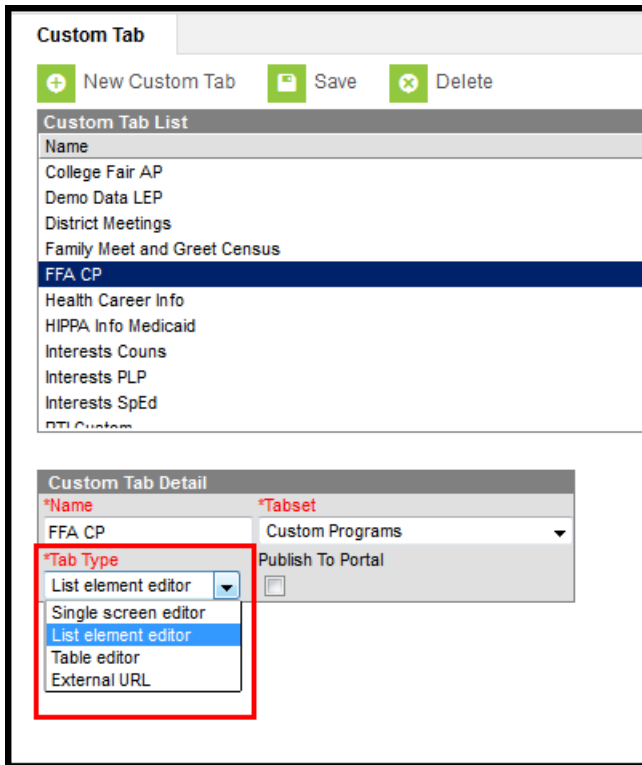 Custom Tab
New Custom Tab Save Delete
Custom Tab List
Name
College Fair AP
Demo Data LEP
District Meetings
Family Meet and Greet Census
FFA CP
Health Career Info
HIPPA Info Medicaid
Interests Couns
Interests PLP
Interests SpEd
RTI Custom
Custom Tab Detail
*Name *Tabset
FFA CP Custom Programs
*Tab Type Publish To Portal
List element editor
Single screen editor
List element editor
Table editor
External URL